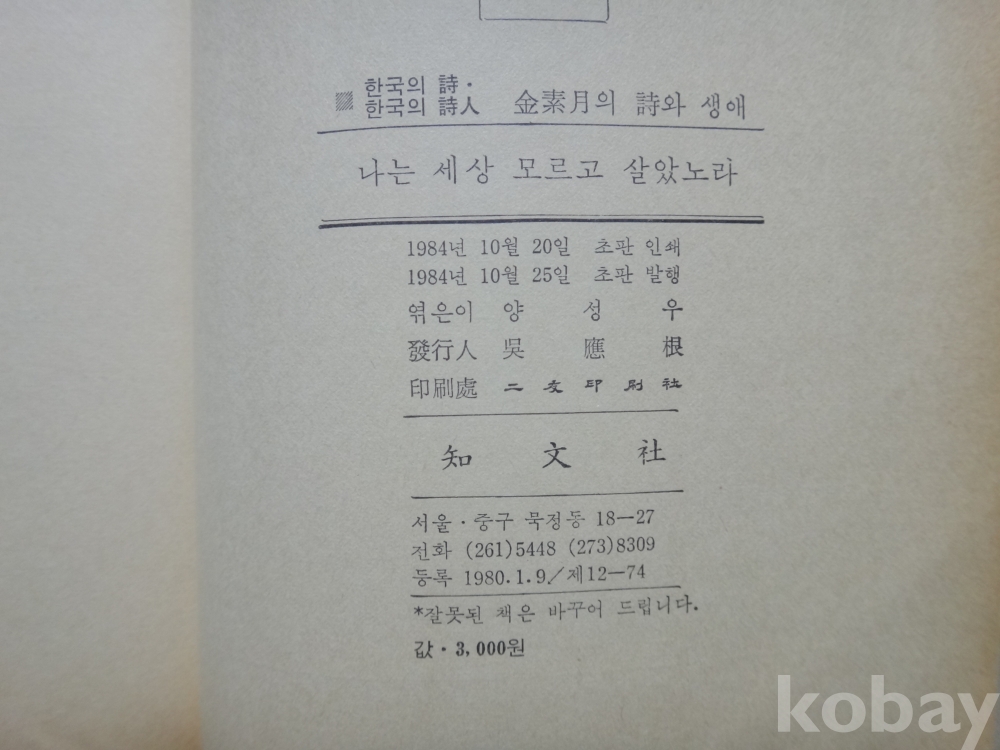 한국의 詩·
한국의 詩人 金素月의 詩와 생애
나는 세상 모르고 살았노라
1984년 10월 20일 초판 인쇄
1984년 10월 25일 초판 발행
엮은이 양 성 우
發行人 吳 應 根
印刷處 二友印刷社
知 文 社
서울·중구 묵정동 18—27
전화 (261)5448 (273)8309
등록 1980.1.9／제12—74
*잘못된 책은 바꾸어 드립니다.
값·3,000원
kobay